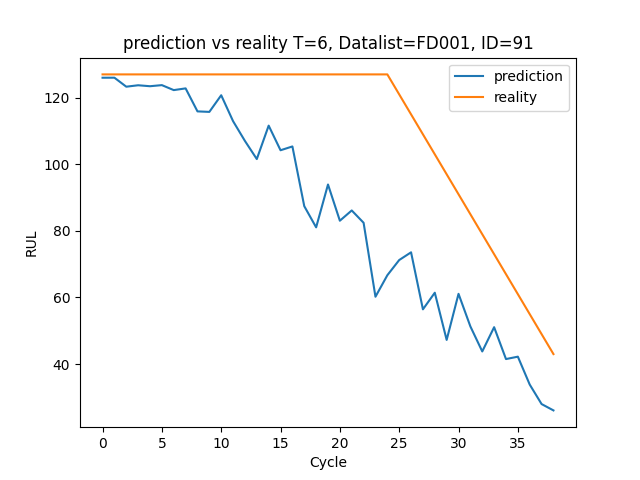 prediction vs reality T=6, Datalist=FD001, ID=91
prediction
reality
120
100
80
60
40
RUL
0 5 10 15 20 25 30 35
Cycle